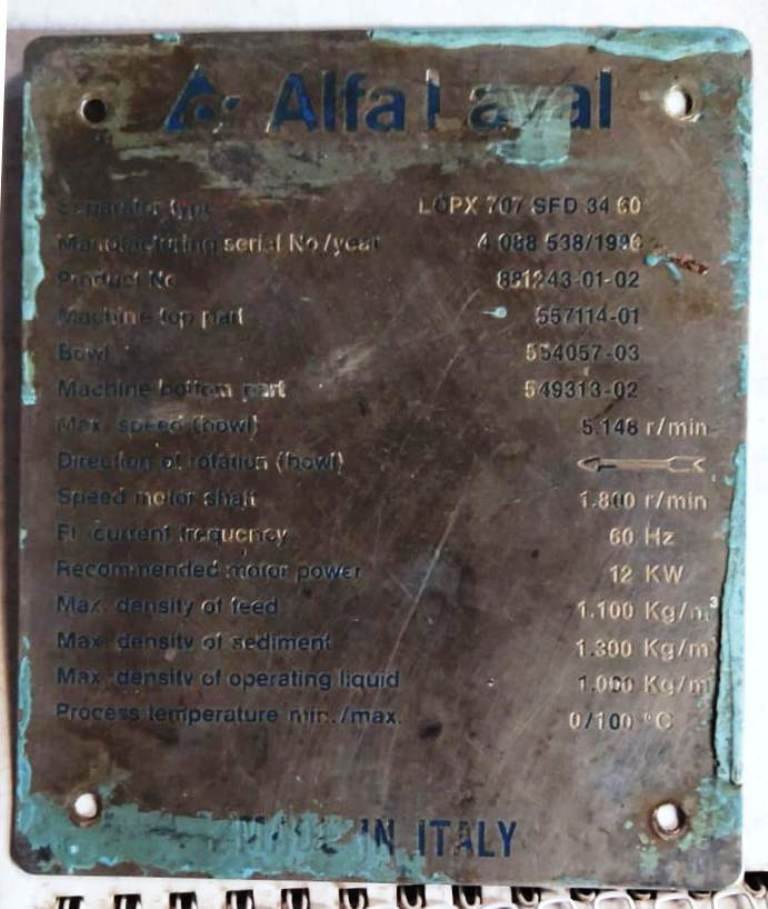 Alfa Laval
Separator type LOPX 707 SFD 34 60
Manufacturing serial No/year 4 088 538/1996
Product No 881243-01-02
Machine top part 557114-01
Bowl 554057-03
Machine bottom part 549313-02
Max. speed (bowl) 5.148 r/min
Direction of rotation (bowl)
Speed motor shaft 1.800 r/min
El. current frequency 60 Hz
Recommended motor power 12 KW
Max. density of feed 1.100 Kg/m³
Max. density of sediment 1.300 Kg/m
Max. density of operating liquid 1.000 Kg/m
Process temperature min./max. 0/100 °C
MADE IN ITALY